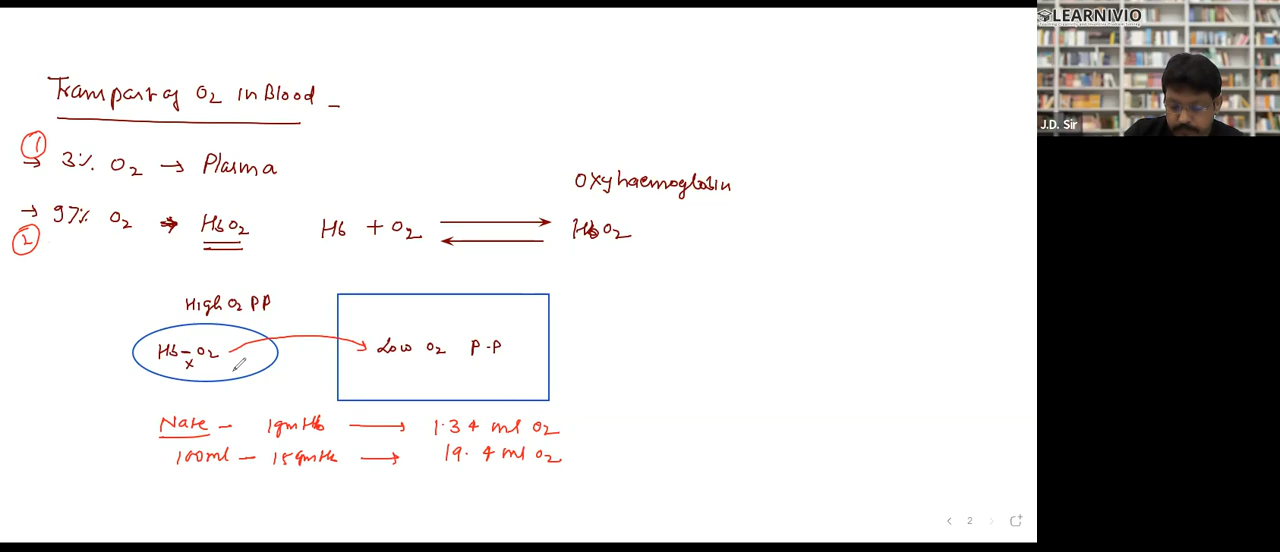 LEARNIVIO
J.D. Sir
Transport of O2 in Blood -
1
→ 3% O2 → Plasma
Oxyhaemoglobin
→ 97% O2 → HbO2 Hb + O2 ⇌ HbO2
2
High O2 PP
Hb - O2
x
Low O2 P.P
Note - 1gm Hb → 1.34 ml O2
100ml - 15gm Hb → 19.4 ml O2
2